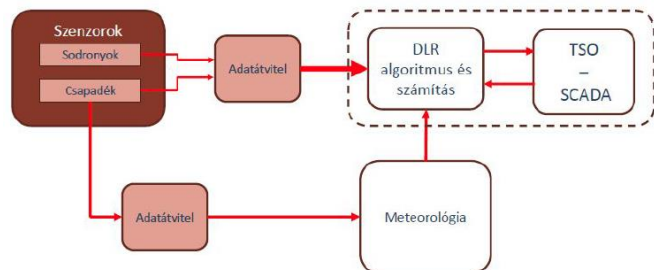 Szenzorok
Sodronyok
Csapadék
Adatátvitel
DLR
algoritmus és
számítás
TSO
–
SCADA
Adatátvitel
Meteorológia